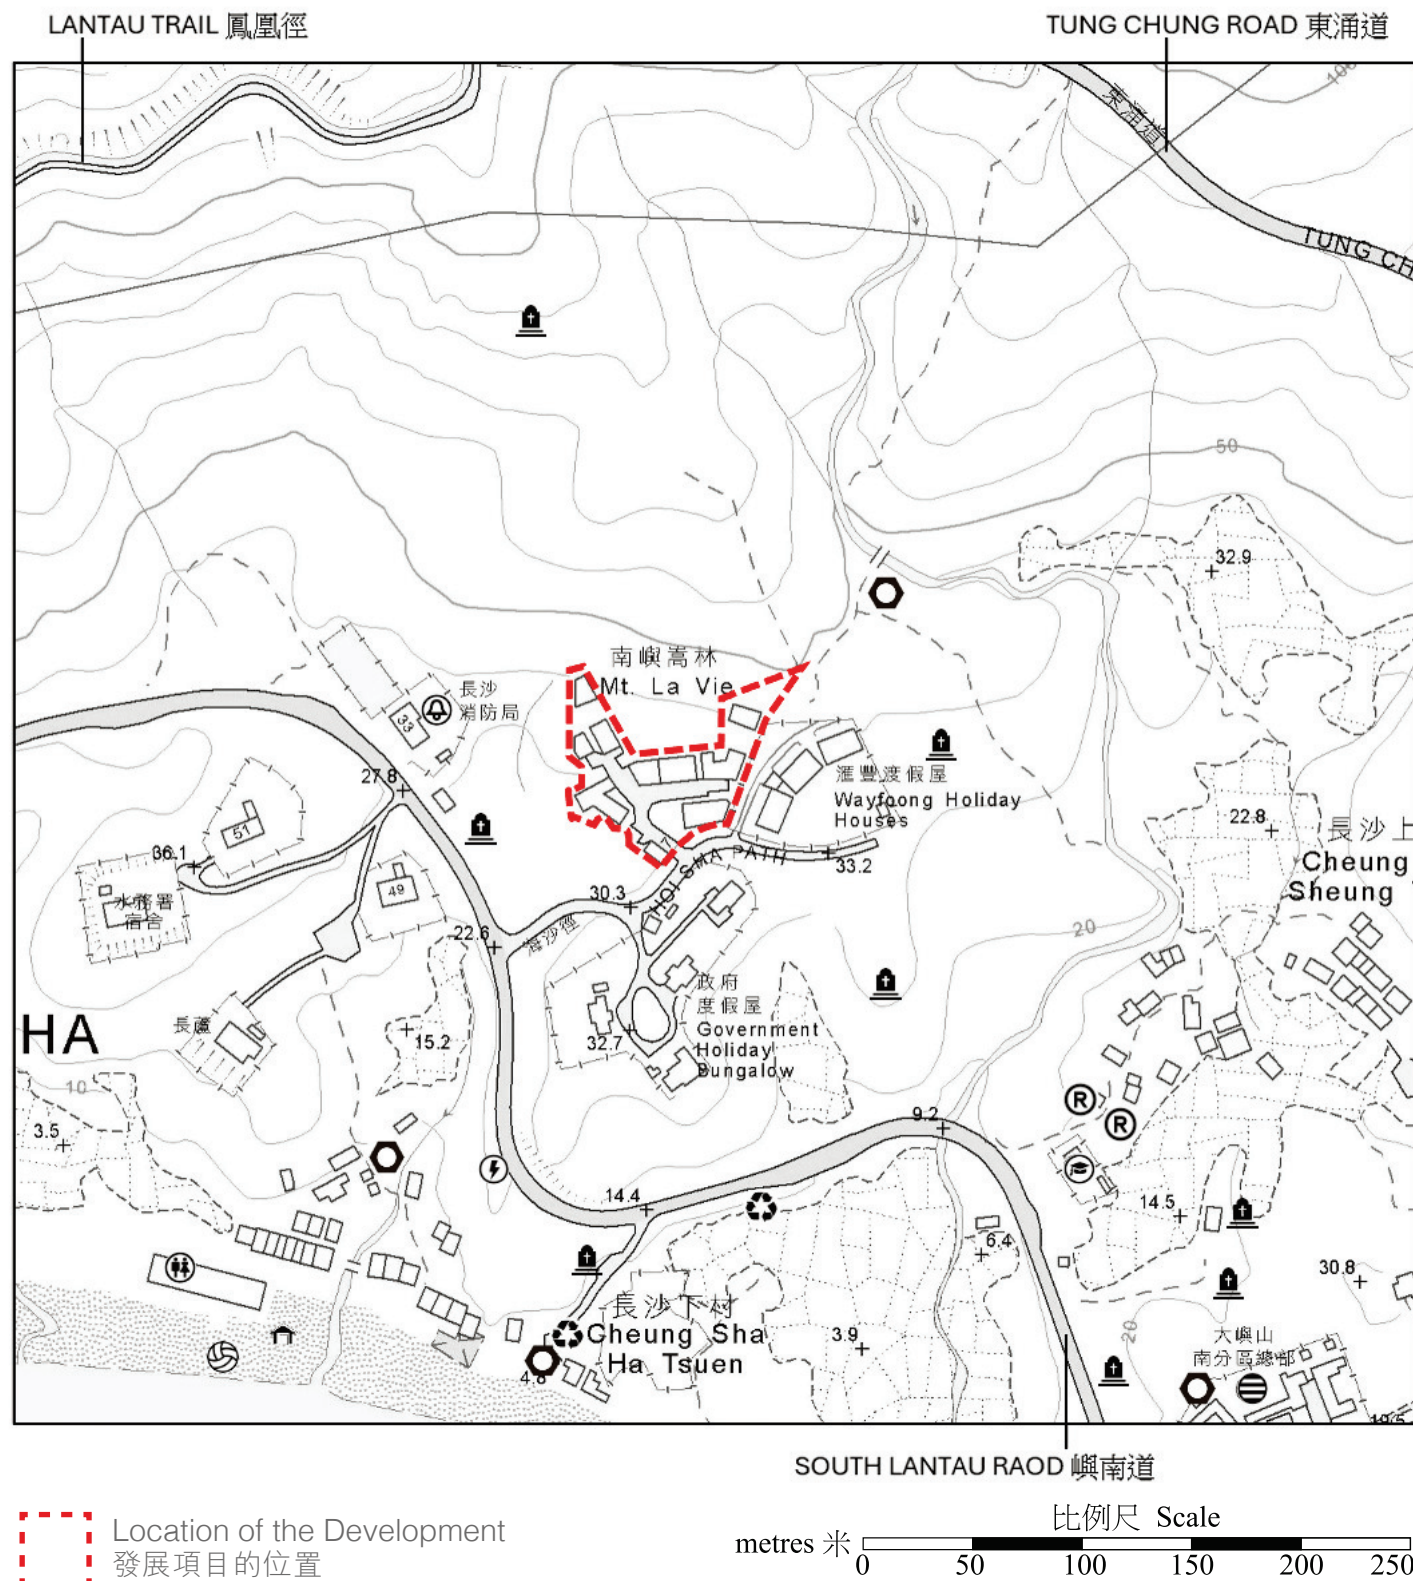 LANTAU TRAIL 鳳凰徑
TUNG CHUNG ROAD 東涌道
100
東涌道
TUNG CH
50
32.9
南嶼嵩林
Mt. La Vie
長沙
消防局
33
27.8
滙豐渡假屋
Wayfoong Holiday
Houses
22.8
長沙上
Cheung
Sheung
51
36.1
HOI SHA PATH
33.2
49
水務署
宿舍
30.3
海沙徑
22.6
20
政府
度假屋
Government
Holiday
Bungalow
長蘆
HA
15.2
32.7
10
3.5
9.2
14.4
14.5
6.4
30.8
長沙下村
Cheung Sha
Ha Tsuen
3.9
20
大嶼山
南分區總部
4.8
19.5
R
R
SOUTH LANTAU RAOD 嶼南道
Location of the Development
發展項目的位置
比例尺 Scale
metres 米
0 50 100 150 200 250